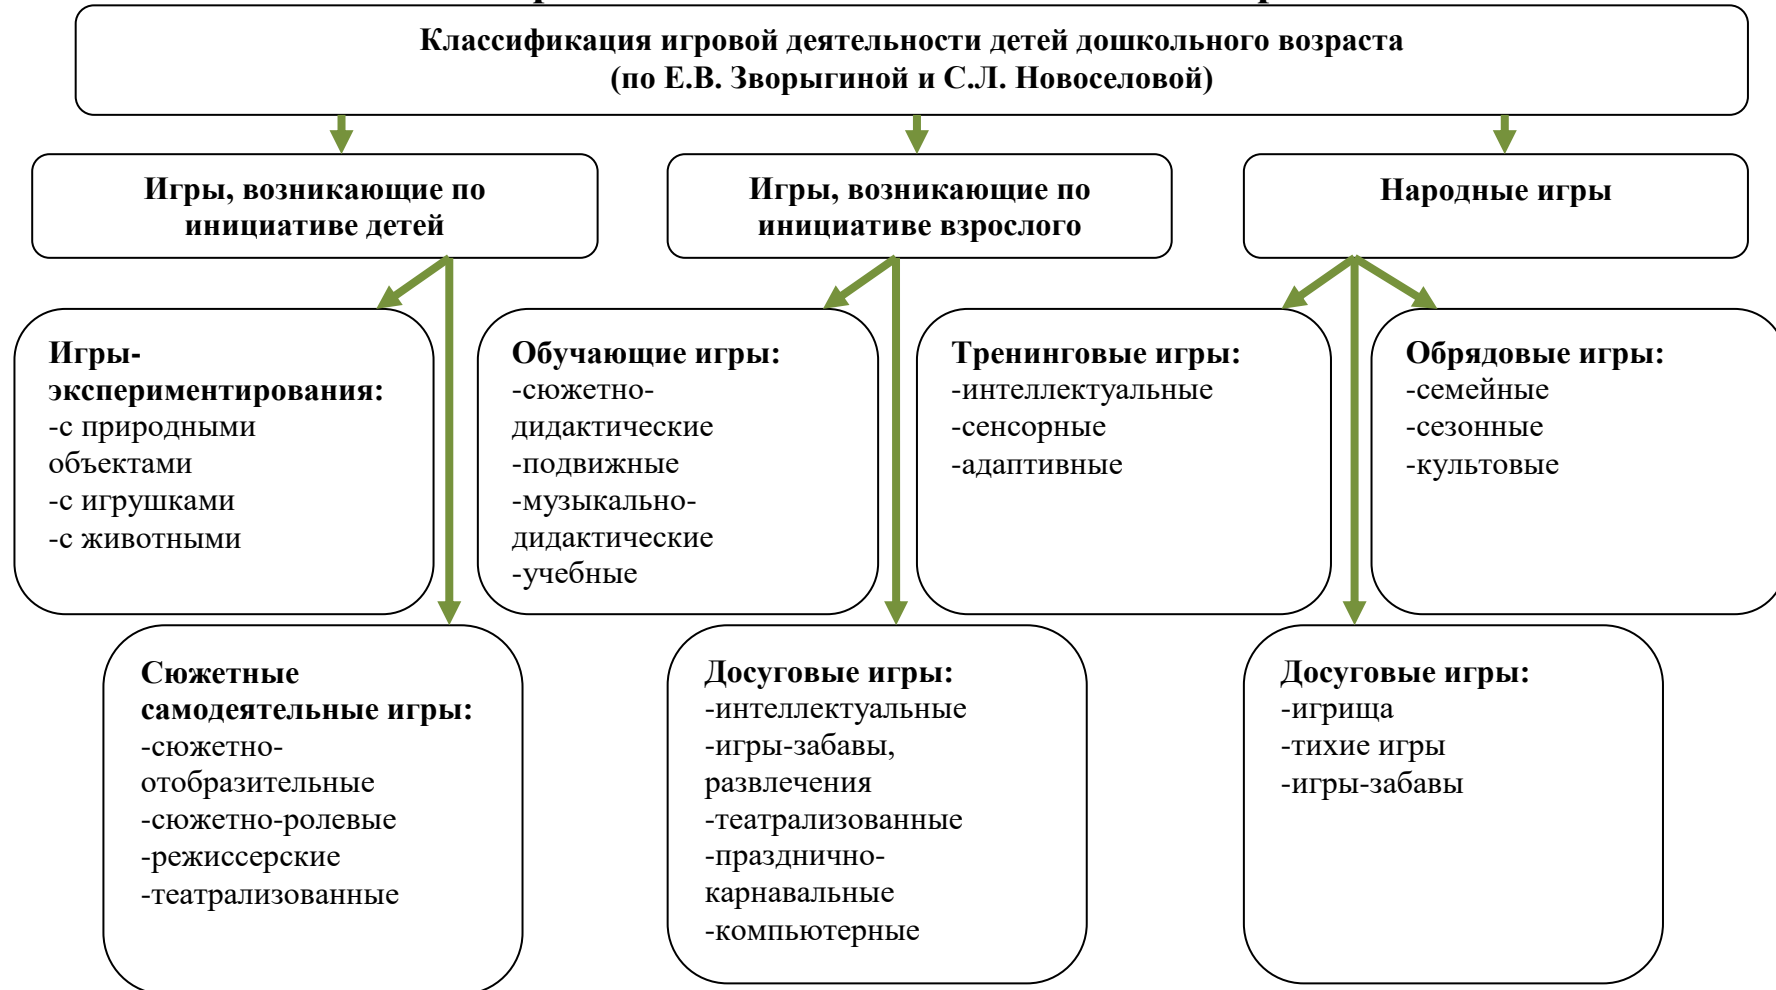 Классификация игровой деятельности детей дошкольного возраста
(по Е.В. Зворыгиной и С.Л. Новоселовой)
Игры, возникающие по
инициативе детей
Игры, возникающие по
инициативе взрослого
Народные игры
Игры-
экспериментирования:
-с природными
объектами
-с игрушками
-с животными
Обучающие игры:
-сюжетно-
дидактические
-подвижные
-музыкально-
дидактические
-учебные
Тренинговые игры:
-интеллектуальные
-сенсорные
-адаптивные
Обрядовые игры:
-семейные
-сезонные
-культовые
Сюжетные
самодеятельные игры:
-сюжетно-
отобразительные
-сюжетно-ролевые
-режиссерские
-театрализованные
Досуговые игры:
-интеллектуальные
-игры-забавы,
развлечения
-театрализованные
-празднично-
карнавальные
-компьютерные
Досуговые игры:
-игрища
-тихие игры
-игры-забавы